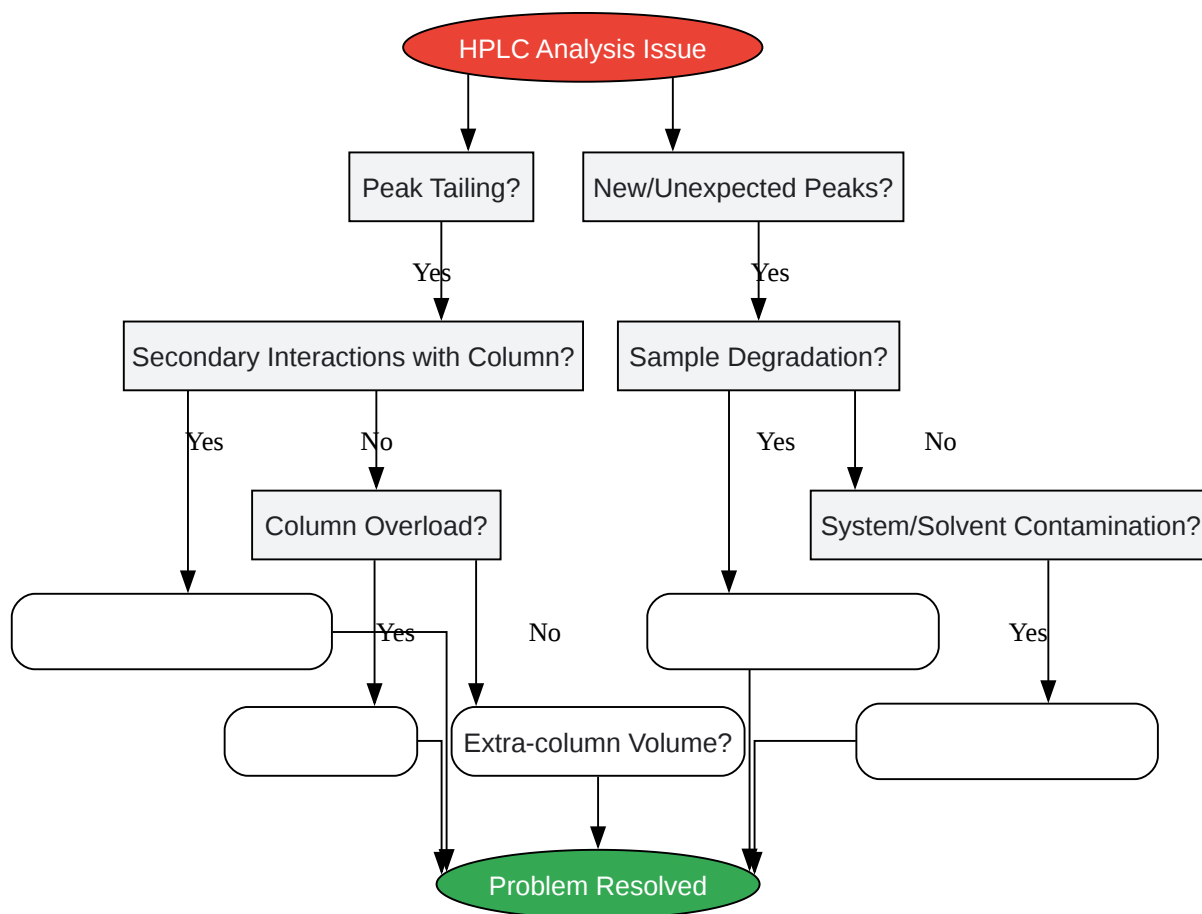 HPLC Analysis Issue
Peak Tailing?
New/Unexpected Peaks?
Yes
Yes
Secondary Interactions with Column?
Sample Degradation?
Yes
No
Yes
No
Column Overload?
System/Solvent Contamination?
Yes
No
Yes
Extra-column Volume?
Problem Resolved